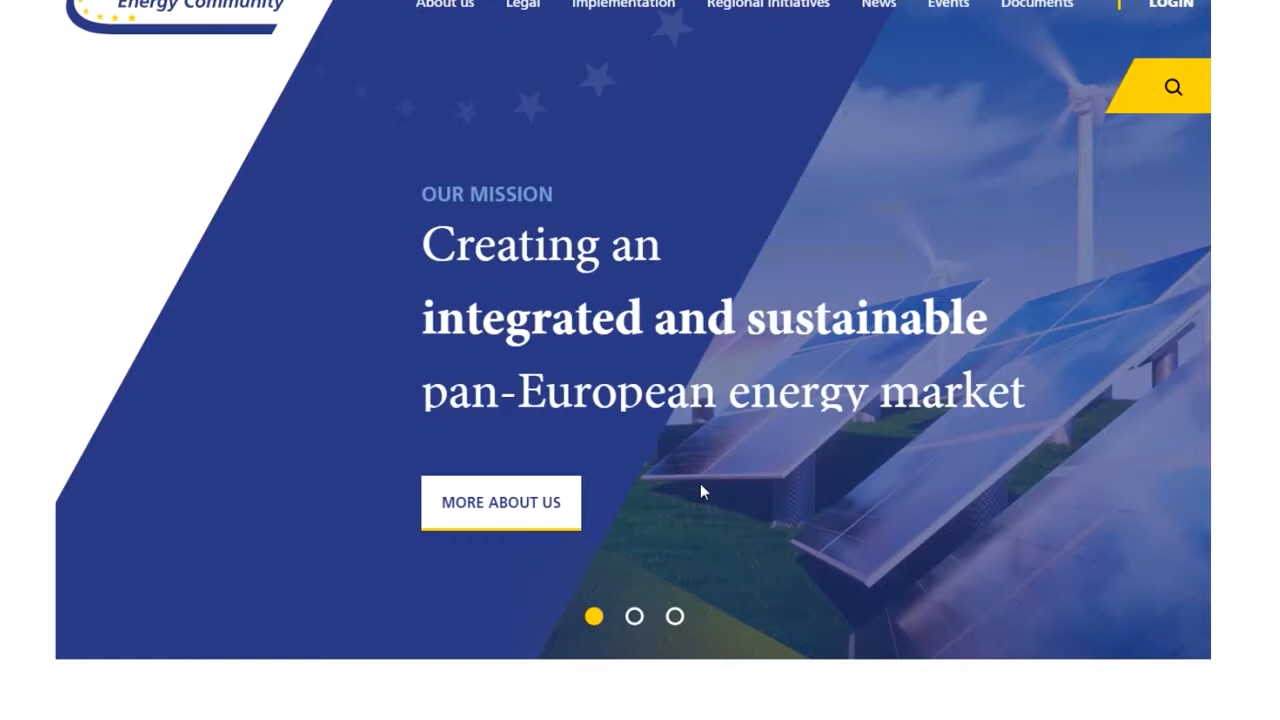 Energy Community
About us Legal Implementation Regional Initiatives News Events Documents LOGIN
OUR MISSION
Creating an
integrated and sustainable
pan-European energy market
MORE ABOUT US